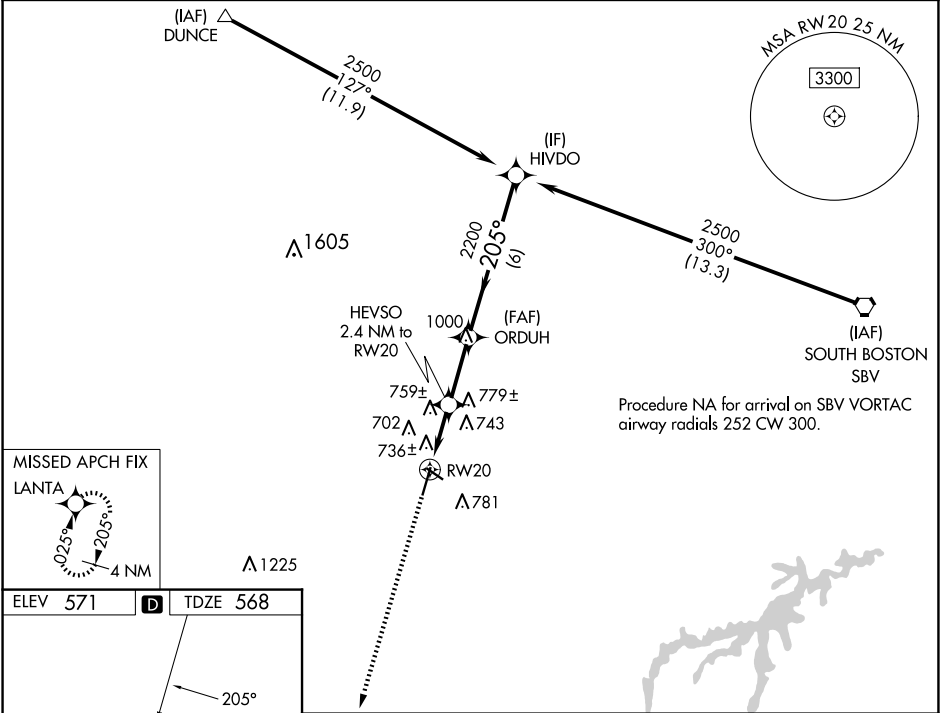 (IAF)
DUNCE
2500
127°
(11.9)
MSA RW 20 25 NM
3300
(IF)
HIVDO
2500
300°
(13.3)
2200
205°
(6)
1605
(IAF)
SOUTH BOSTON
SBV
HEVSO
2.4 NM to
RW20
1000
(FAF)
ORDUH
759±
779±
702
743
736±
RW20
781
Procedure NA for arrival on SBV VORTAC
airway radials 252 CW 300.
MISSED APCH FIX
LANTA
025°
205°
4 NM
1225
ELEV 571 D TDZE 568
205°